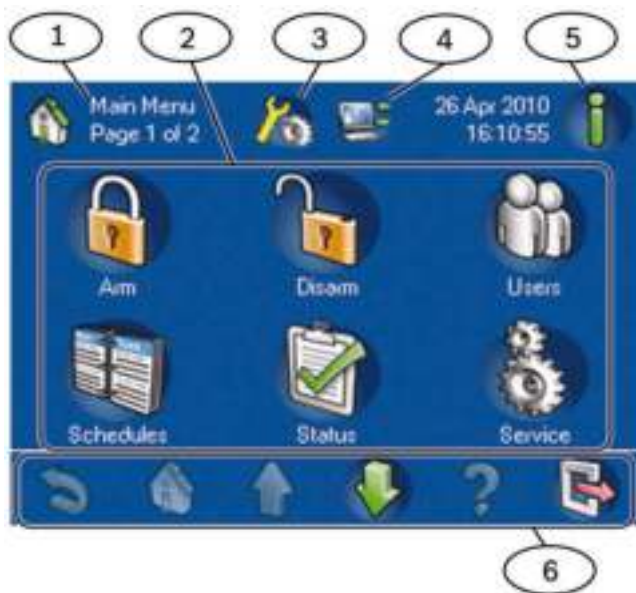 1 2 3 4 5
Main Menu
Page 1 of 2
26 Apr 2010
16:10:55
Arm Disarm Users
Schedules Status Service
6